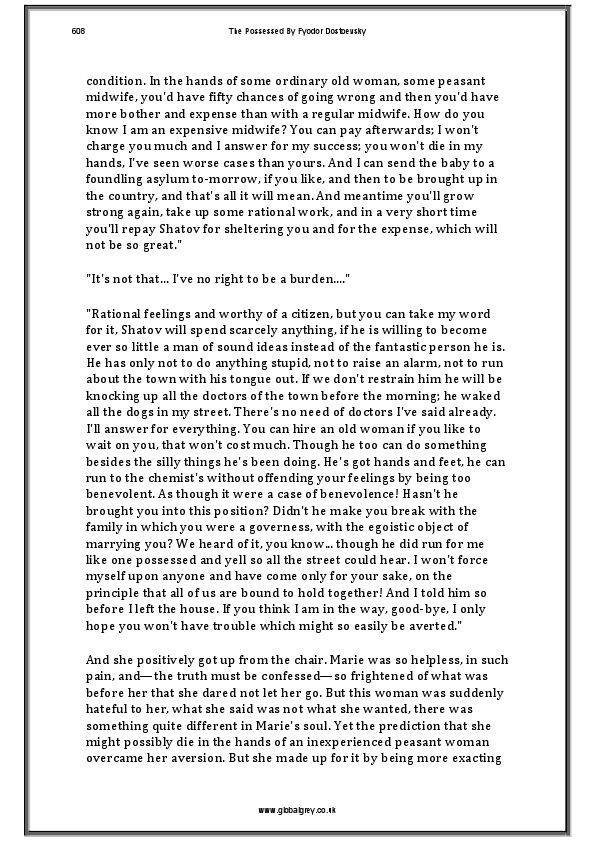 608
The Possessed By Fyodor Dostoevsky
condition. In the hands of some ordinary old woman, some peasant
midwife, you'd have fifty chances of going wrong and then you'd have
more bother and expense than with a regular midwife. How do you
know I am an expensive midwife? You can pay afterwards; I won't
charge you much and I answer for my success; you won't die in my
hands, I've seen worse cases than yours. And I can send the baby to a
foundling asylum to-morrow, if you like, and then to be brought up in
the country, and that's all it will mean. And meantime you'll grow
strong again, take up some rational work, and in a very short time
you'll repay Shatov for sheltering you and for the expense, which will
not be so great."
"It's not that... I've no right to be a burden...."
"Rational feelings and worthy of a citizen, but you can take my word
for it, Shatov will spend scarcely anything, if he is willing to become
ever so little a man of sound ideas instead of the fantastic person he is.
He has only not to do anything stupid, not to raise an alarm, not to run
about the town with his tongue out. If we don't restrain him he will be
knocking up all the doctors of the town before the morning; he waked
all the dogs in my street. There's no need of doctors I've said already.
I'll answer for everything. You can hire an old woman if you like to
wait on you, that won't cost much. Though he too can do something
besides the silly things he's been doing. He's got hands and feet, he can
run to the chemist's without offending your feelings by being too
benevolent. As though it were a case of benevolence! Hasn't he
brought you into this position? Didn't he make you break with the
family in which you were a governess, with the egoistic object of
marrying you? We heard of it, you know... though he did run for me
like one possessed and yell so all the street could hear. I won't force
myself upon anyone and have come only for your sake, on the
principle that all of us are bound to hold together! And I told him so
before I left the house. If you think I am in the way, good-bye, I only
hope you won't have trouble which might so easily be averted."
And she positively got up from the chair. Marie was so helpless, in such
pain, and—the truth must be confessed—so frightened of what was
before her that she dared not let her go. But this woman was suddenly
hateful to her, what she said was not what she wanted, there was
something quite different in Marie's soul. Yet the prediction that she
might possibly die in the hands of an inexperienced peasant woman
overcame her aversion. But she made up for it by being more exacting
www.globalgrey.co.uk